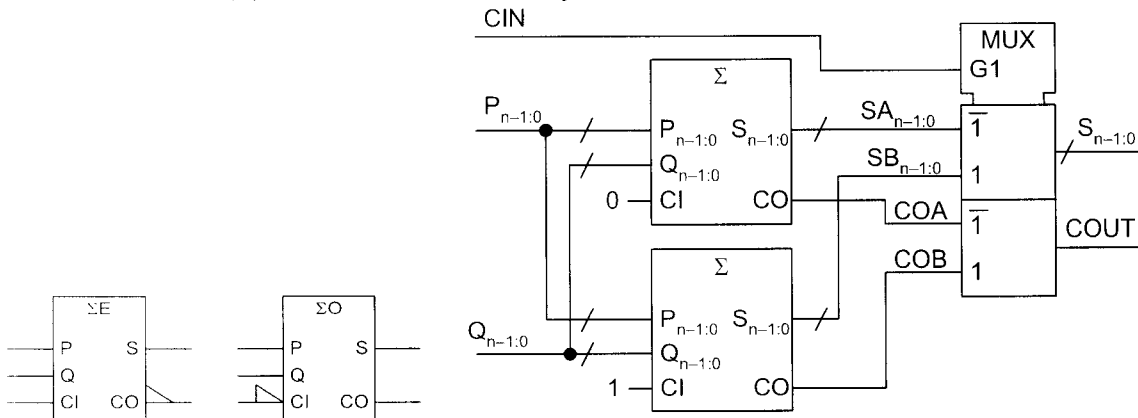 CIN
MUX
G1
Σ
P_{n–1:0}
P_{n–1:0} S_{n–1:0}
Q_{n–1:0}
0 CI CO
SA_{n–1:0}
1̅
S_{n–1:0}
SB_{n–1:0}
1
COA
1̅
COUT
COB
1
Σ
P_{n–1:0} S_{n–1:0}
Q_{n–1:0}
Q_{n–1:0}
1 CI CO
ΣE
P S
Q
CI CO
ΣO
P S
Q
CI CO